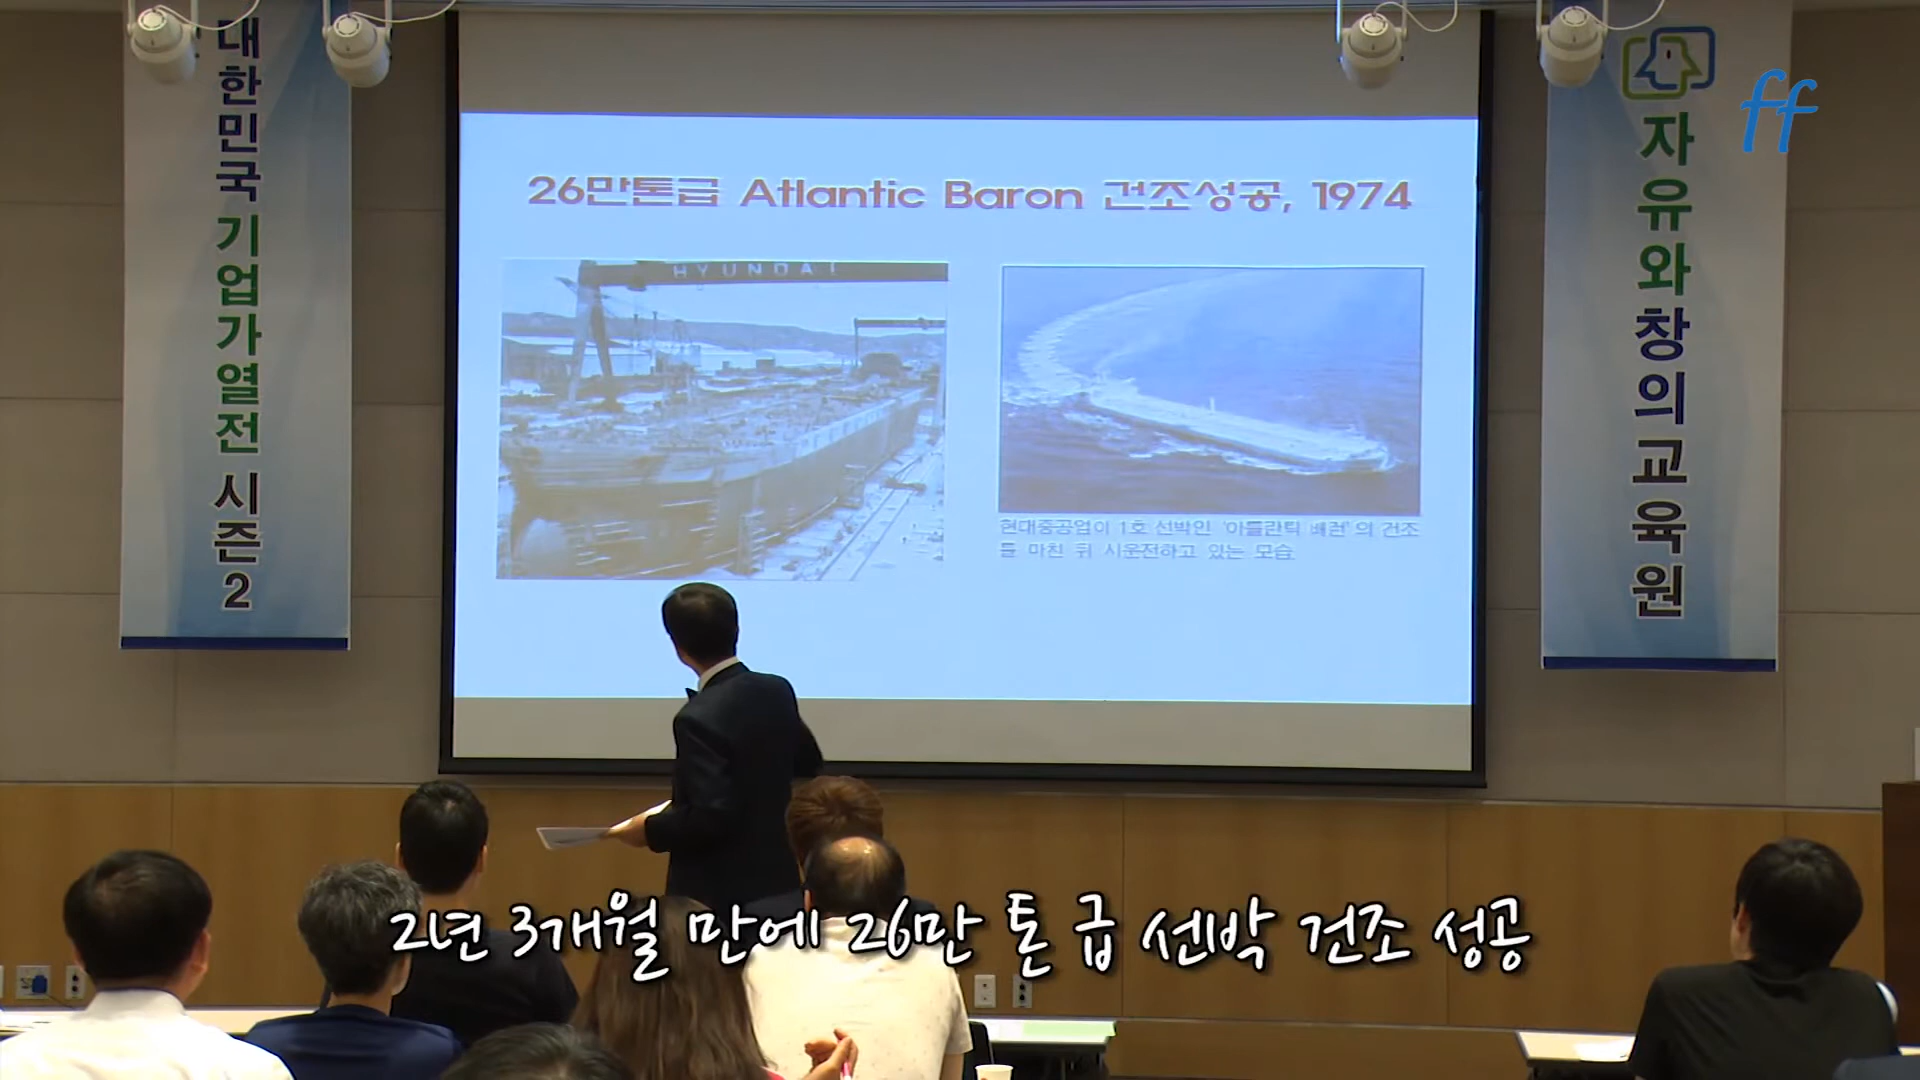 대한민국 기업가열전 시즌2
자유와창의교육원
ff
26만톤급 Atlantic Baron 건조성공, 1974
HYUNDAI
현대중공업이 1호 선박인 '아틀란틱 배런'의 건조
를 마친 뒤 시운전하고 있는 모습
2년 3개월 만에 26만 톤 급 선박 건조 성공